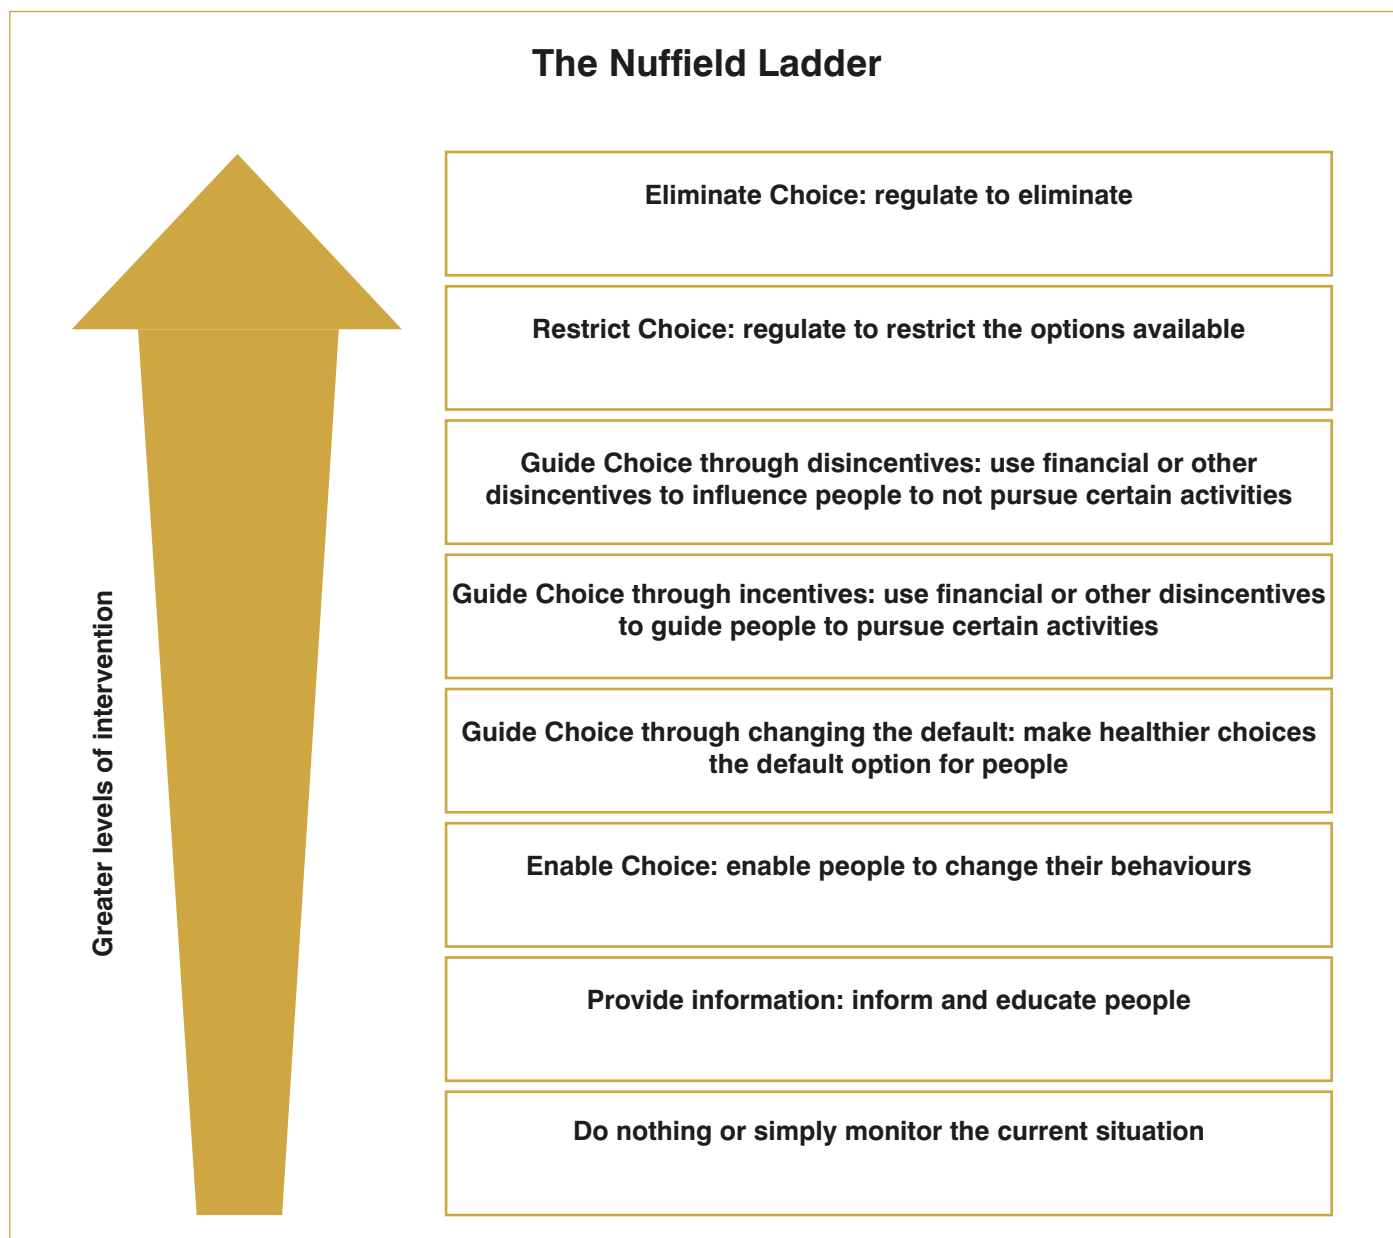 The Nuffield Ladder
Eliminate Choice: regulate to eliminate
Restrict Choice: regulate to restrict the options available
Guide Choice through disincentives: use financial or other
disincentives to influence people to not pursue certain activities
Guide Choice through incentives: use financial or other disincentives
to guide people to pursue certain activities
Guide Choice through changing the default: make healthier choices
the default option for people
Enable Choice: enable people to change their behaviours
Provide information: inform and educate people
Do nothing or simply monitor the current situation
Greater levels of intervention